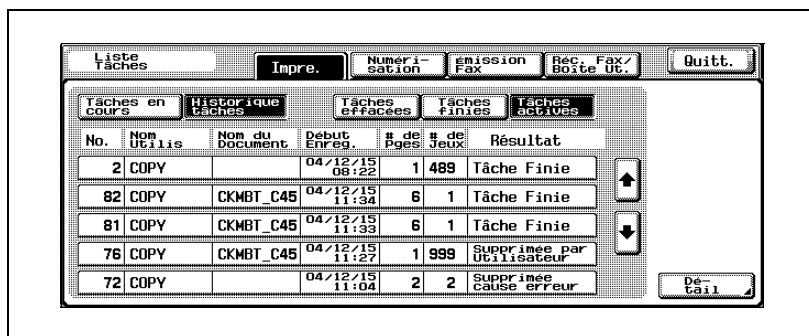 Liste Tâches
Impre.
Numéri-sation
Émission Fax
Réc. Fax/ Boîte Ut.
Quitt.
Tâches en cours
Historique tâches
Tâches effacées
Tâches finies
Tâches actives
No. Nom Utilis Nom du Document Début Enreg. # de Pges # de Jeux Résultat
2 COPY 04/12/15 08:22 1 489 Tâche Finie
82 COPY CKMBT_C45 04/12/15 11:34 6 1 Tâche Finie
81 COPY CKMBT_C45 04/12/15 11:33 6 1 Tâche Finie
76 COPY CKMBT_C45 04/12/15 11:27 1 999 Supprimée par Utilisateur
72 COPY 04/12/15 11:04 2 2 Supprimée cause erreur
Dé-tail